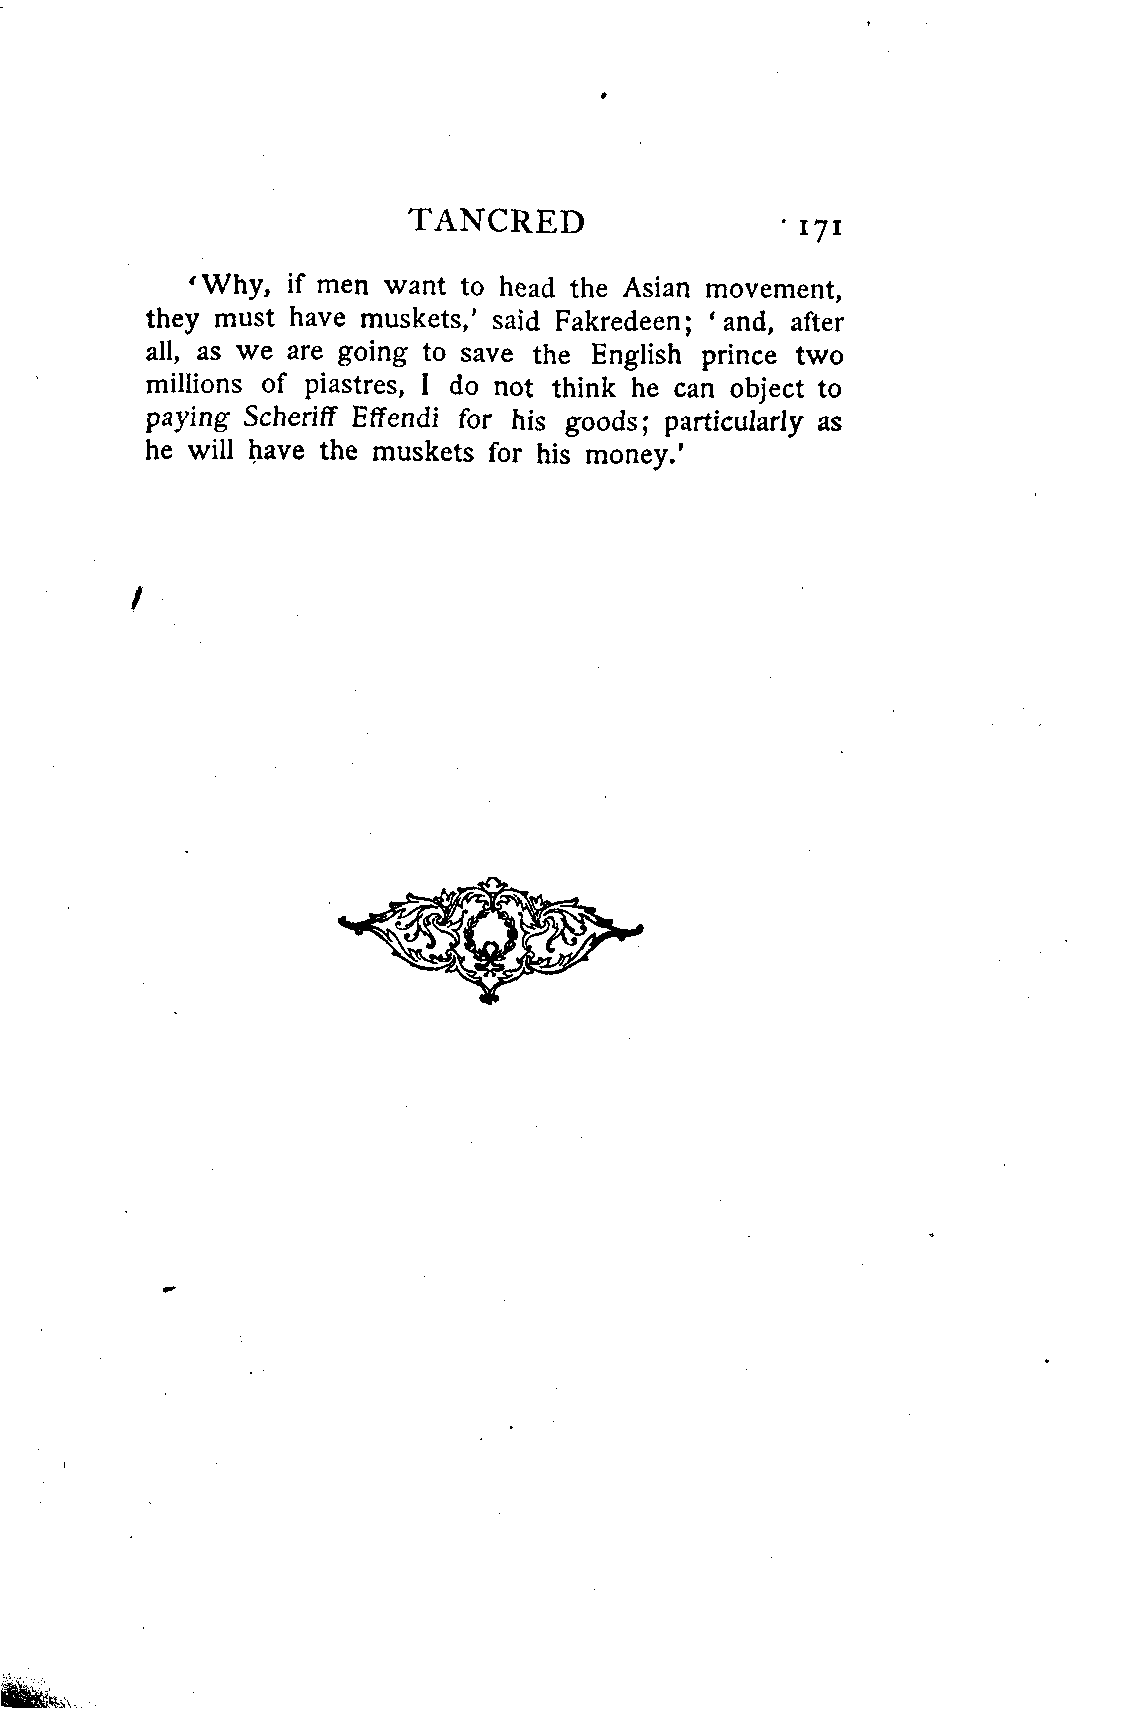 TANCRED 171
‘Why, if men want to head the Asian movement,
they must have muskets,’ said Fakredeen; ‘and, after
all, as we are going to save the English prince two
millions of piastres, I do not think he can object to
paying Scheriff Effendi for his goods; particularly as
he will have the muskets for his money.’